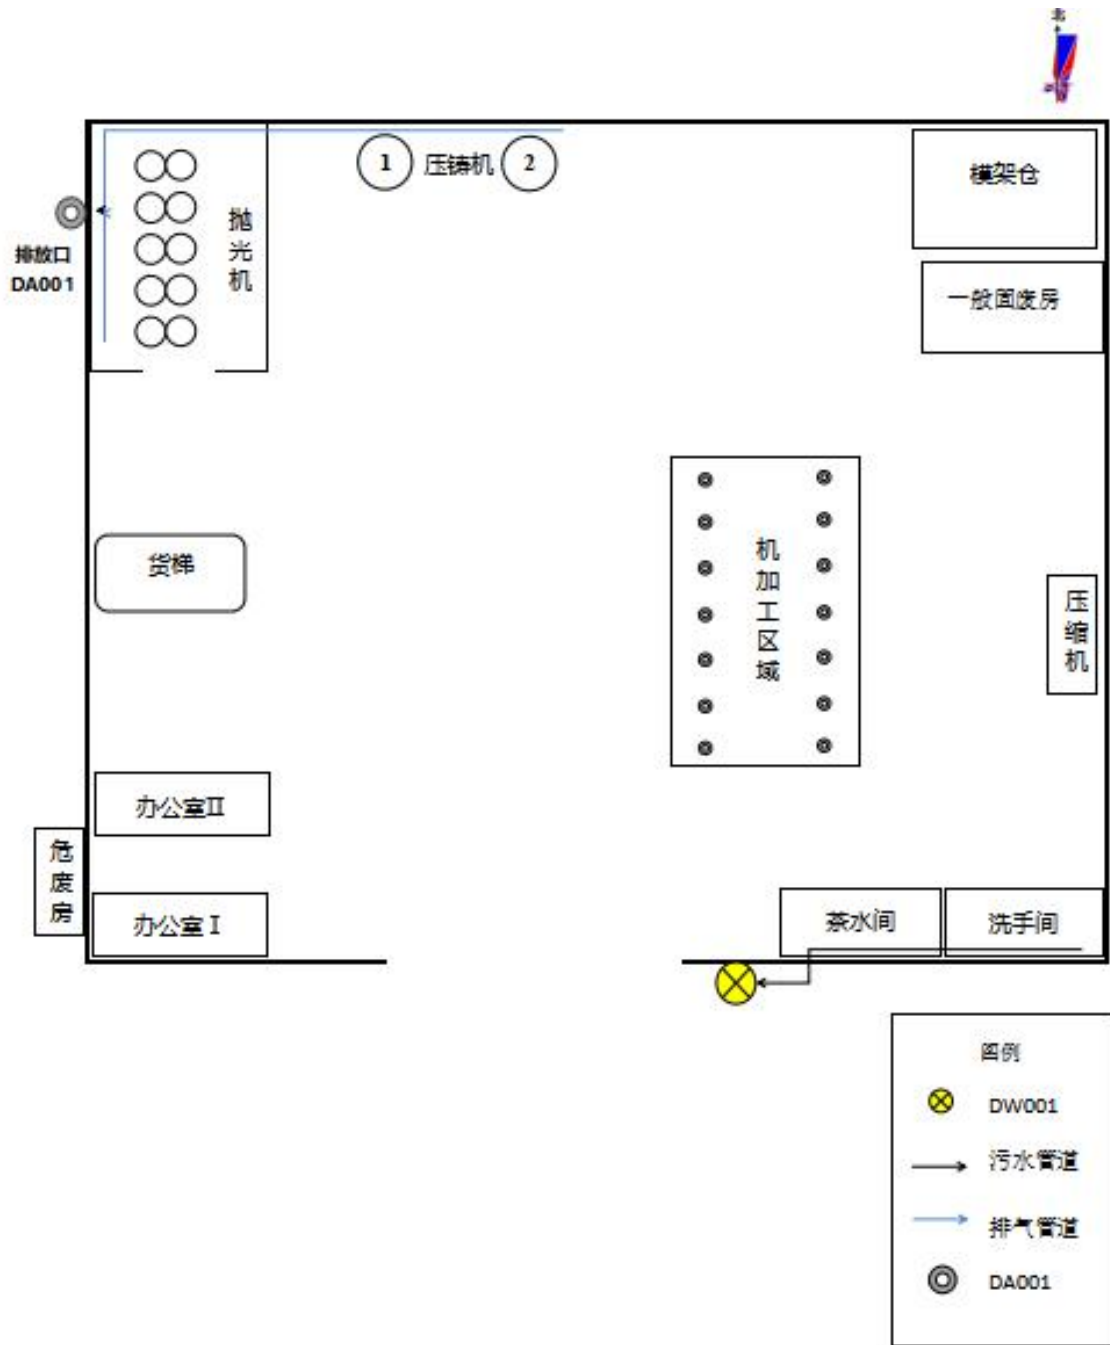 北
① 压铸机 ②
模架仓
抛光机
排放口
DA001
一般固废房
机加工区域
货梯
压缩机
办公室Ⅱ
危废房
办公室Ⅰ
茶水间
洗手间
图例
DW001
污水管道
排气管道
DA001